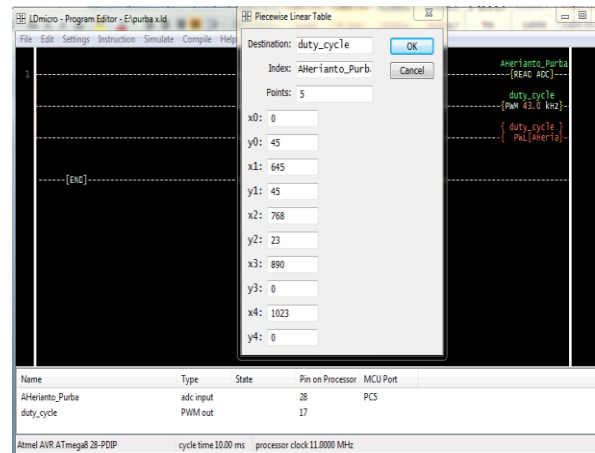 LDmicro - Program Editor - E:\purba x.ld
File Edit Settings Instruction Simulate Compile Help
Piecewise Linear Table
Destination: duty_cycle OK
Index: AHerianto_Purb. Cancel
Points: 5
x0: 0
y0: 45
x1: 645
y1: 45
x2: 768
y2: 23
x3: 890
y3: 0
x4: 1023
y4: 0
1
AHerianto_Purba
{READ ADC}
duty_cycle
{PWM 43.0 kHz}
{ duty_cycle }
{ PWL[AHeria]}
[END]
Name Type State Pin on Processor MCU Port
AHerianto_Purba adc input 28 PC5
duty_cycle PWM out 17
Atmel AVR ATmega8 28-PDIP cycle time 10.00 ms processor clock 11.0000 MHz